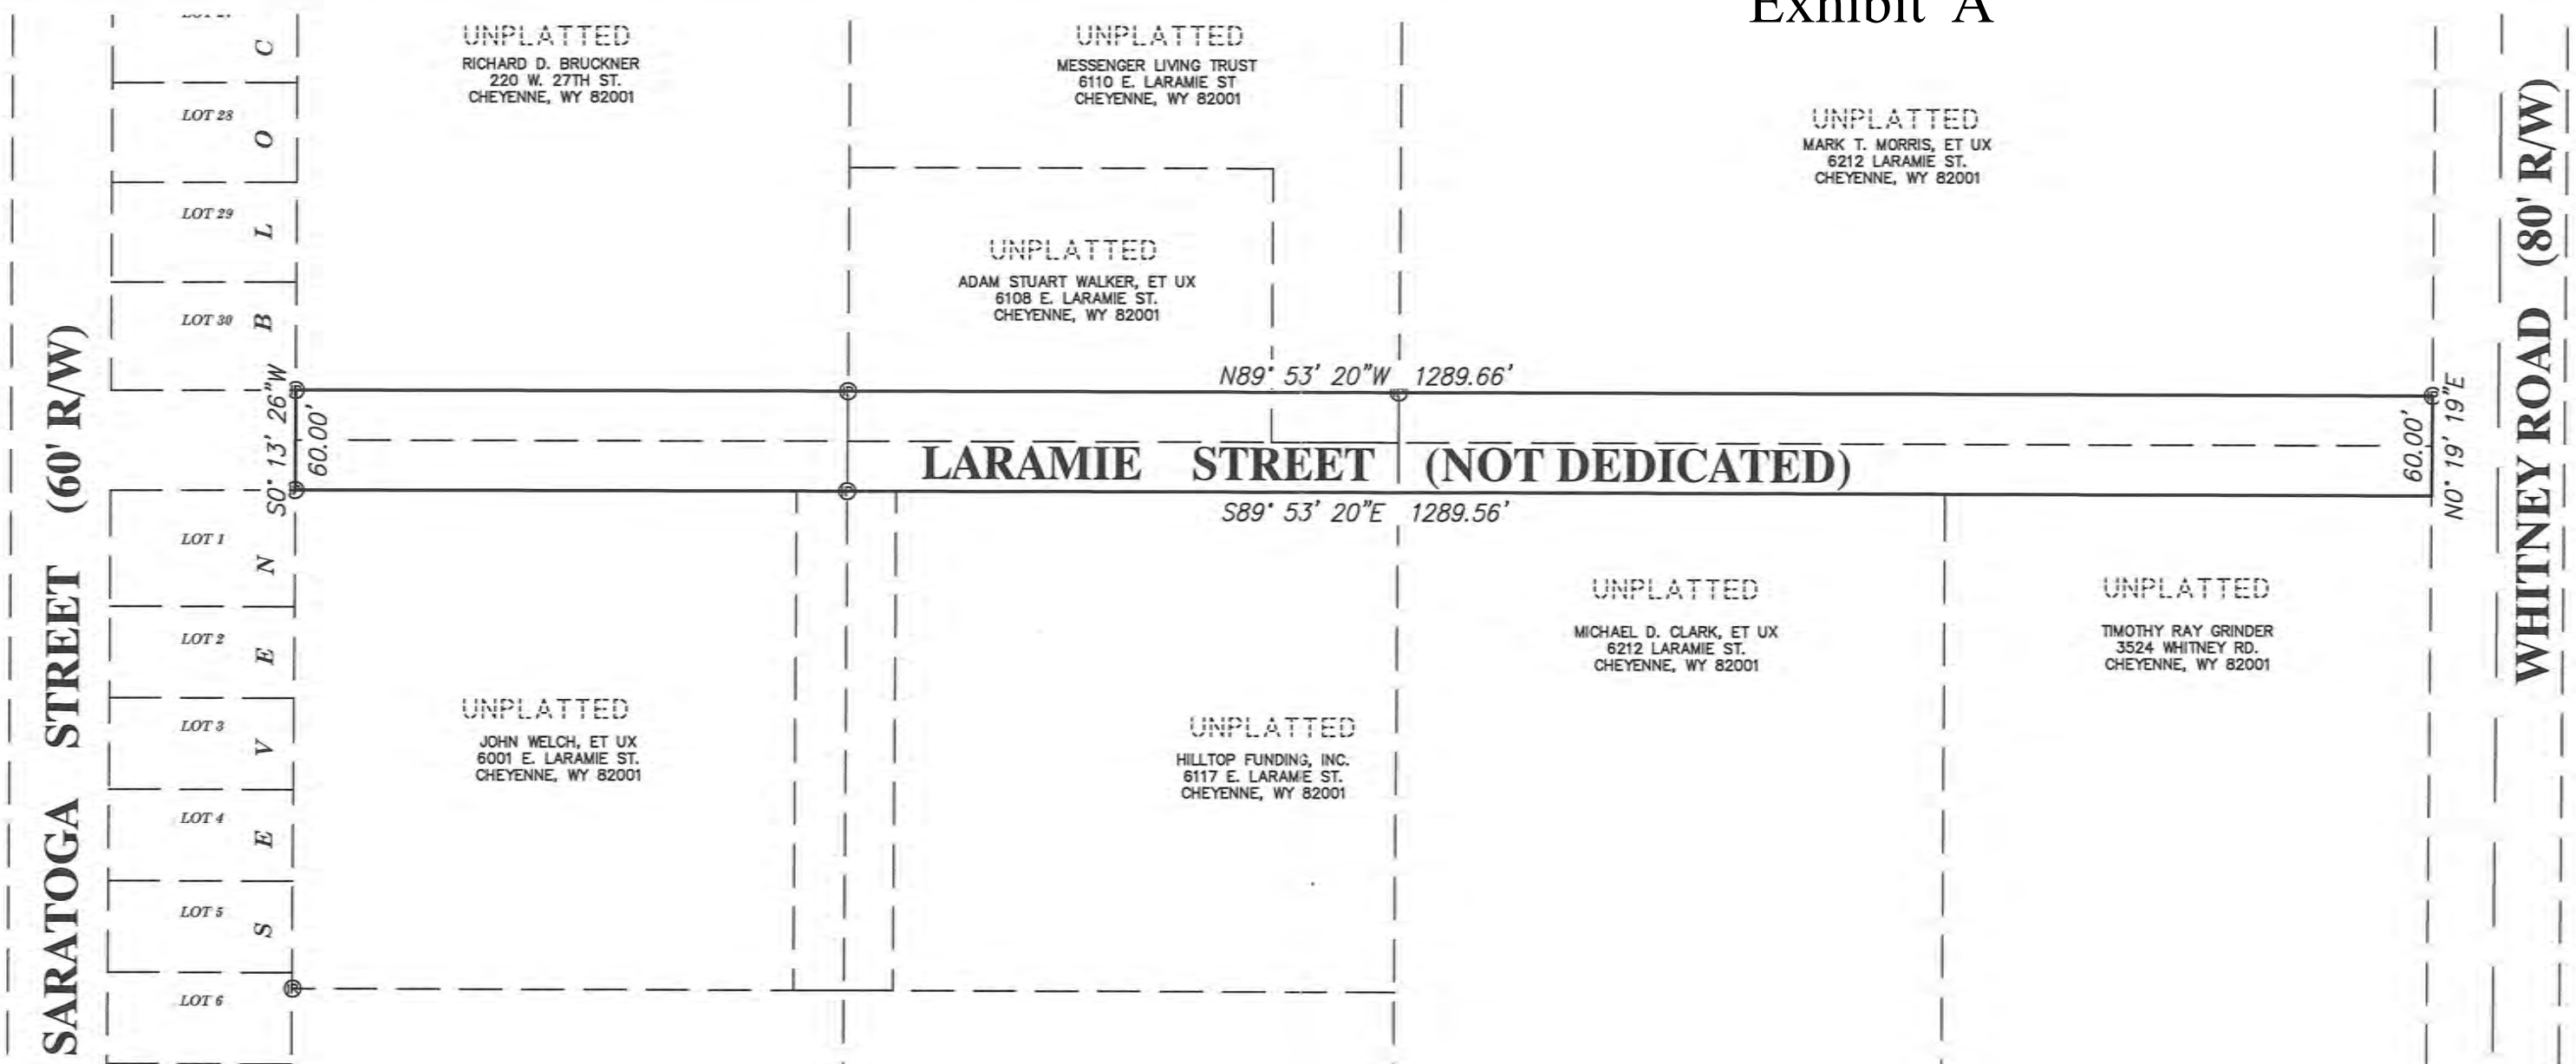 Exhibit A
UNPLATTED
RICHARD D. BRUCKNER
220 W. 27TH ST.
CHEYENNE, WY 82001
UNPLATTED
MESSENGER LIVING TRUST
6110 E. LARAMIE ST
CHEYENNE, WY 82001
UNPLATTED
MARK T. MORRIS, ET UX
6212 LARAMIE ST.
CHEYENNE, WY 82001
UNPLATTED
ADAM STUART WALKER, ET UX
6108 E. LARAMIE ST.
CHEYENNE, WY 82001
LOT 28
LOT 29
LOT 30
B L O C
SARATOGA STREET (60' R/W)
WHITNEY ROAD (80' R/W)
N89° 53' 20"W 1289.66'
S0° 13' 26"W
60.00'
60.00'
N0° 19' 19"E
LARAMIE STREET (NOT DEDICATED)
S89° 53' 20"E 1289.56'
LOT 1
LOT 2
LOT 3
LOT 4
LOT 5
LOT 6
S E V E N
UNPLATTED
JOHN WELCH, ET UX
6001 E. LARAMIE ST.
CHEYENNE, WY 82001
UNPLATTED
HILLTOP FUNDING, INC.
6117 E. LARAMIE ST.
CHEYENNE, WY 82001
UNPLATTED
MICHAEL D. CLARK, ET UX
6212 LARAMIE ST.
CHEYENNE, WY 82001
UNPLATTED
TIMOTHY RAY GRINDER
3524 WHITNEY RD.
CHEYENNE, WY 82001